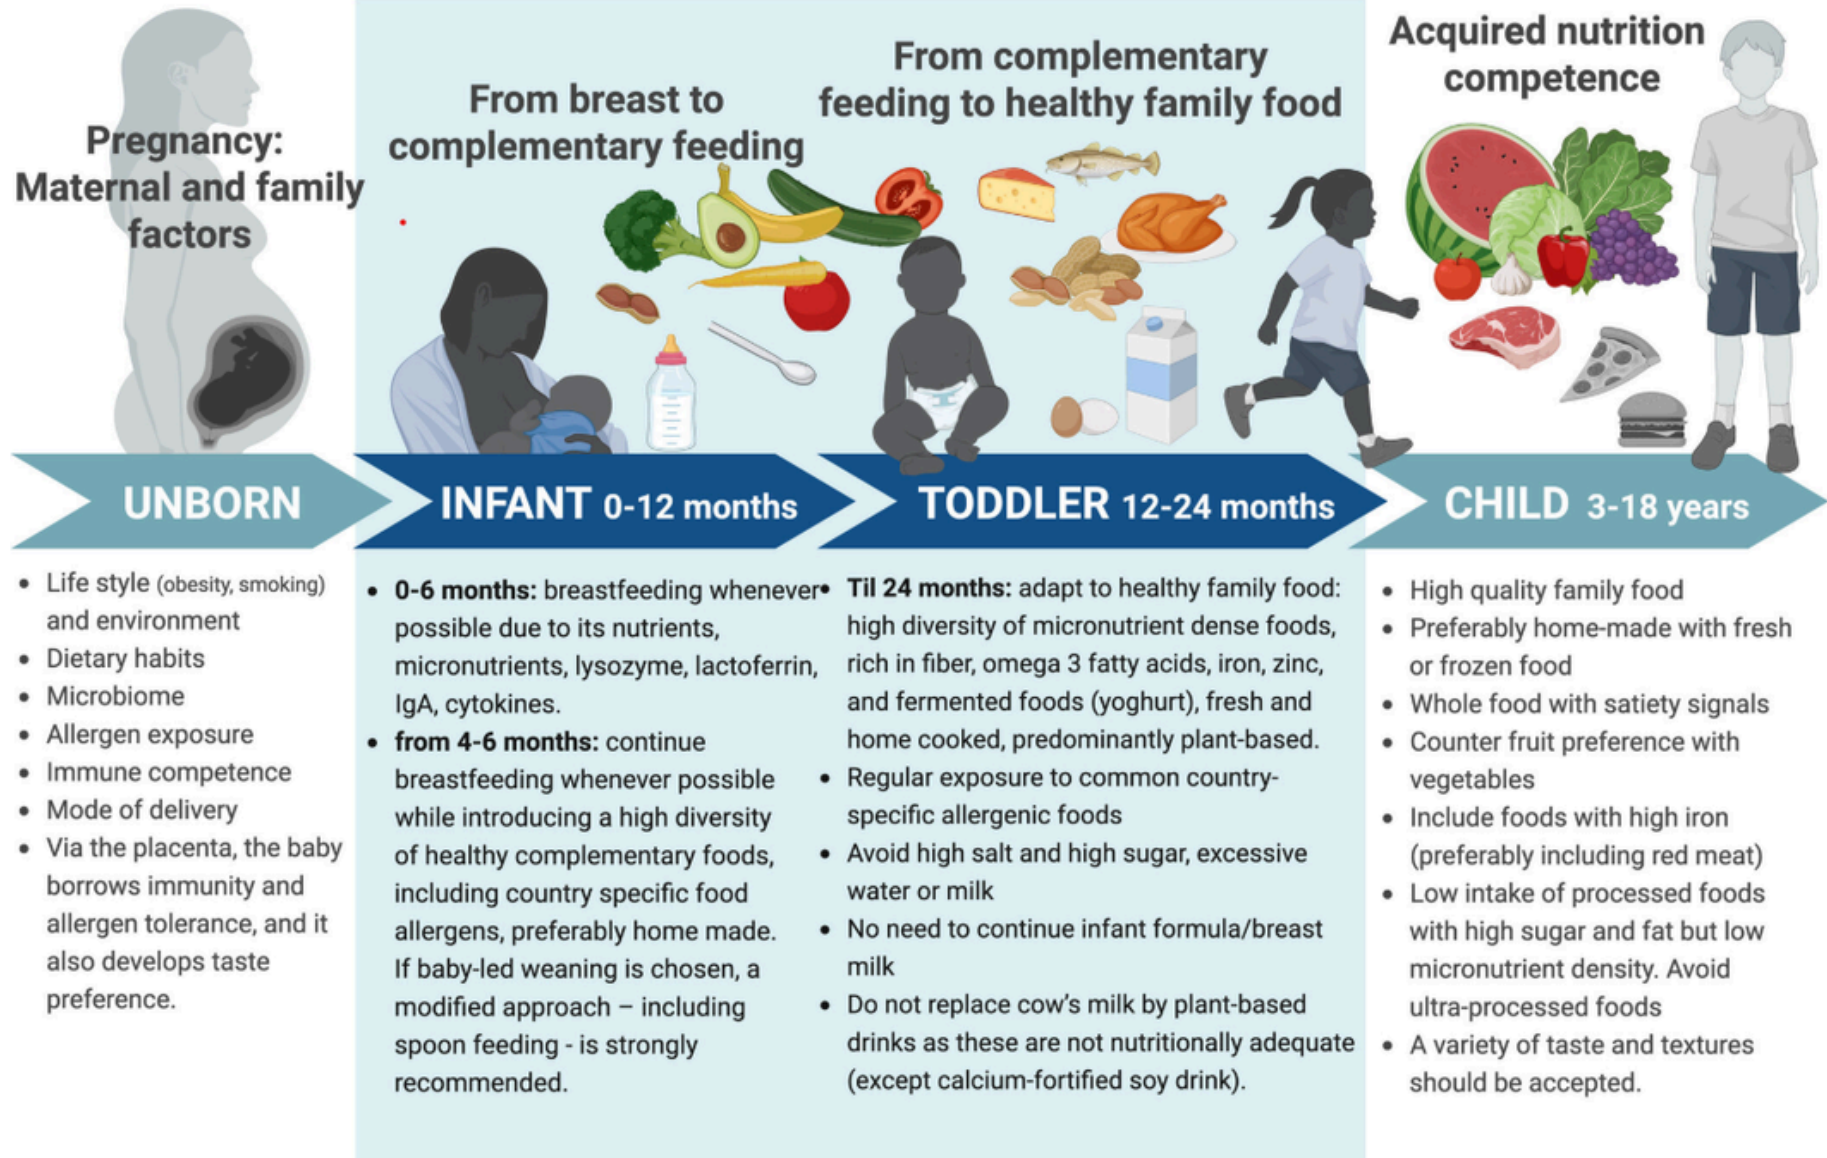 Pregnancy:
Maternal and family
factors
From breast to
complementary feeding
From complementary
feeding to healthy family food
Acquired nutrition
competence
UNBORN
INFANT 0-12 months
TODDLER 12-24 months
CHILD 3-18 years
• Life style (obesity, smoking)
and environment
• Dietary habits
• Microbiome
• Allergen exposure
• Immune competence
• Mode of delivery
• Via the placenta, the baby
borrows immunity and
allergen tolerance, and it
also develops taste
preference.
• 0-6 months: breastfeeding whenever
possible due to its nutrients,
micronutrients, lysozyme, lactoferrin,
IgA, cytokines.
• from 4-6 months: continue
breastfeeding whenever possible
while introducing a high diversity
of healthy complementary foods,
including country specific food
allergens, preferably home made.
If baby-led weaning is chosen, a
modified approach – including
spoon feeding - is strongly
recommended.
• Til 24 months: adapt to healthy family food:
high diversity of micronutrient dense foods,
rich in fiber, omega 3 fatty acids, iron, zinc,
and fermented foods (yoghurt), fresh and
home cooked, predominantly plant-based.
• Regular exposure to common country-
specific allergenic foods
• Avoid high salt and high sugar, excessive
water or milk
• No need to continue infant formula/breast
milk
• Do not replace cow's milk by plant-based
drinks as these are not nutritionally adequate
(except calcium-fortified soy drink).
• High quality family food
• Preferably home-made with fresh
or frozen food
• Whole food with satiety signals
• Counter fruit preference with
vegetables
• Include foods with high iron
(preferably including red meat)
• Low intake of processed foods
with high sugar and fat but low
micronutrient density. Avoid
ultra-processed foods
• A variety of taste and textures
should be accepted.